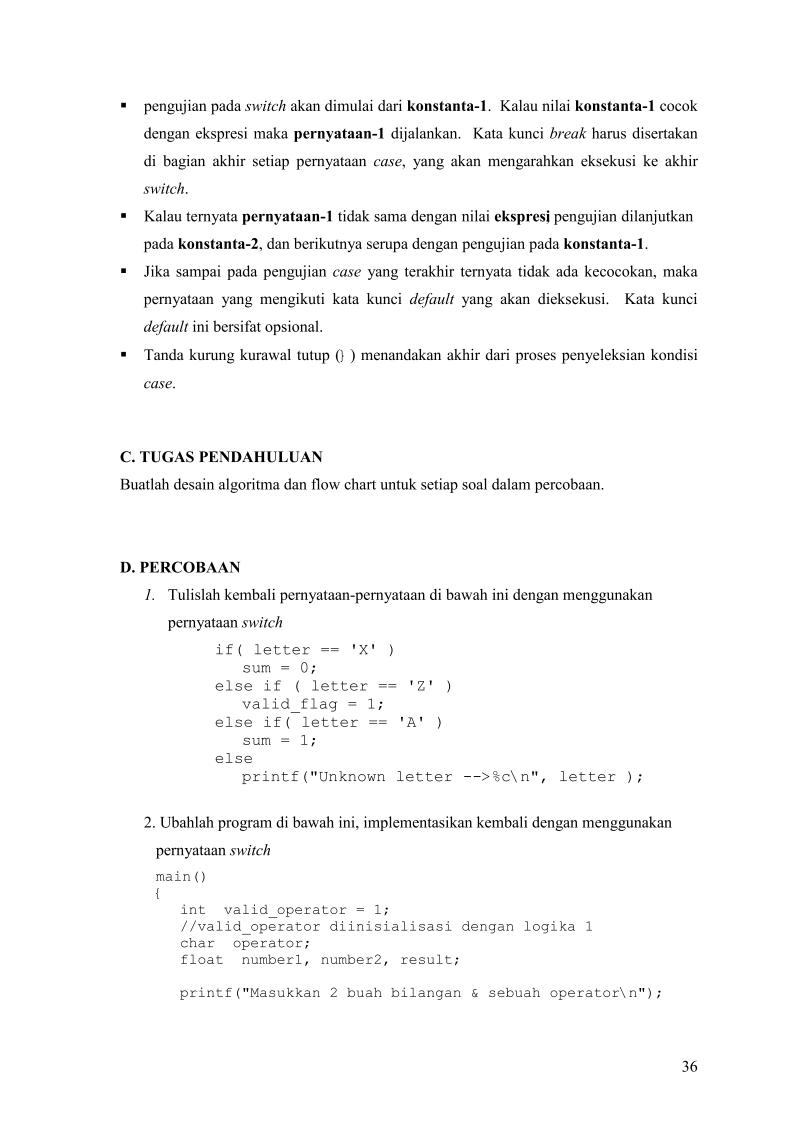 ▪ pengujian pada switch akan dimulai dari konstanta-1. Kalau nilai konstanta-1 cocok
dengan ekspresi maka pernyataan-1 dijalankan. Kata kunci break harus disertakan
di bagian akhir setiap pernyataan case, yang akan mengarahkan eksekusi ke akhir
switch.
▪ Kalau ternyata pernyataan-1 tidak sama dengan nilai ekspresi, pengujian dilanjutkan
pada konstanta-2, dan berikutnya serupa dengan pengujian pada konstanta-1.
▪ Jika sampai pada pengujian case yang terakhir ternyata tidak ada kecocokan, maka
pernyataan yang mengikuti kata kunci default yang akan dieksekusi. Kata kunci
default ini bersifat opsional.
▪ Tanda kurung kurawal tutup (} ) menandakan akhir dari proses penyeleksian kondisi
case.
C. TUGAS PENDAHULUAN
Buatlah desain algoritma dan flow chart untuk setiap soal dalam percobaan.
D. PERCOBAAN
1. Tulislah kembali pernyataan-pernyataan di bawah ini dengan menggunakan
pernyataan switch
if( letter == 'X' )
sum = 0;
else if ( letter == 'Z' )
valid_flag = 1;
else if( letter == 'A' )
sum = 1;
else
printf("Unknown letter -->%c\n", letter );
2. Ubahlah program di bawah ini, implementasikan kembali dengan menggunakan
pernyataan switch
main()
{
int valid_operator = 1;
//valid_operator diinisialisasi dengan logika 1
char operator;
float number1, number2, result;
printf("Masukkan 2 buah bilangan & sebuah operator\n");
36